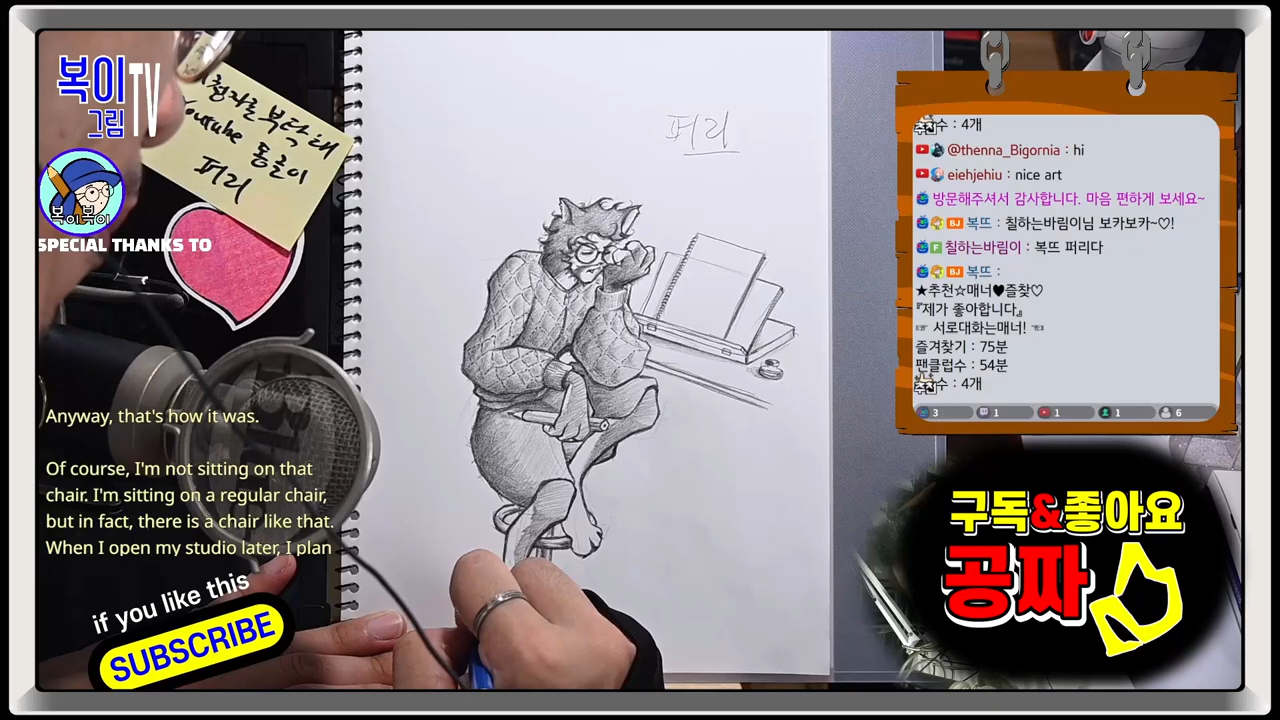 복이
그림
TV
신청자를 부탁해
Youtube 동물이
퍼리
복이복이
SPECIAL THANKS TO
Anyway, that's how it was.
Of course, I'm not sitting on that
chair. I'm sitting on a regular chair,
but in fact, there is a chair like that.
When I open my studio later, I plan
if you like this
SUBSCRIBE
퍼리
수 : 4개
@thenna_Bigornia : hi
eiehjehiu : nice art
방문해주셔서 감사합니다. 마음 편하게 보세요~
BJ 복뜨 : 칠하는바림이님 보카보카~♡!
F 칠하는바림이 : 복뜨 퍼리다
BJ 복뜨 :
★추천☆매너♥즐찾♡
『제가 좋아합니다』
☞ 서로대화는매너! ☜
즐겨찾기 : 75분
팬클럽수 : 54분
수 : 4개
3 1 1 1 6
구독&좋아요
공짜